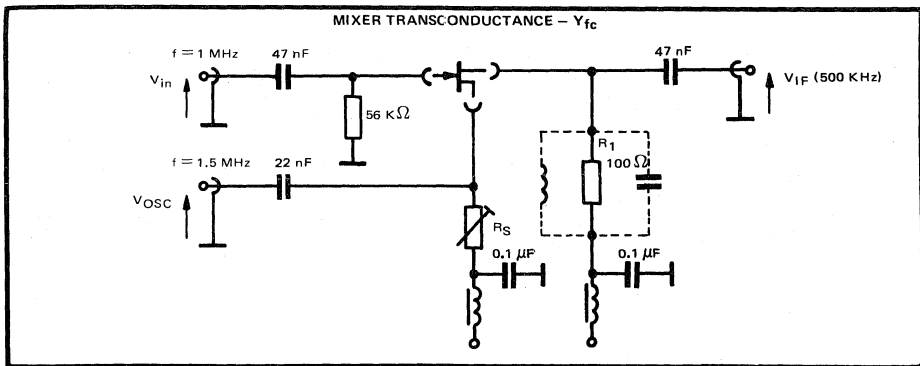 MIXER TRANSCONDUCTANCE – Yfc
f = 1 MHz
47 nF
47 nF
Vin
VIF (500 KHz)
56 KΩ
R1
100 Ω
f = 1.5 MHz
22 nF
VOSC
RS
0.1 µF
0.1 µF